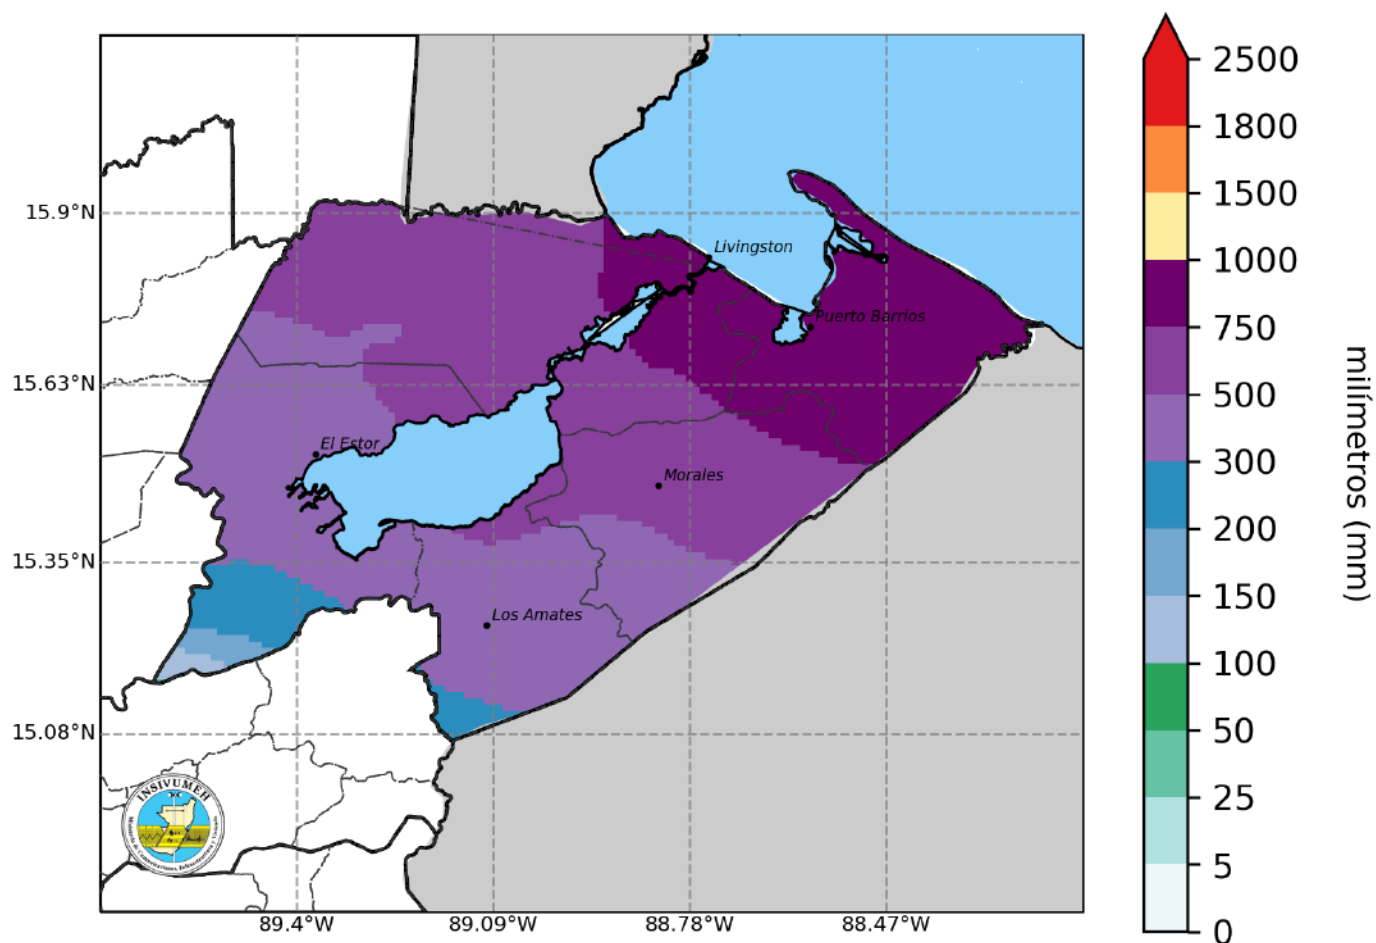 2500
1800
1500
1000
750
500
300
200
150
100
50
25
5
0
milímetros (mm)
15.9°N
15.63°N
15.35°N
15.08°N
89.4°W
89.09°W
88.78°W
88.47°W
Livingston
Puerto Barrios
El Estor
Morales
Los Amates
INSIVUMEH